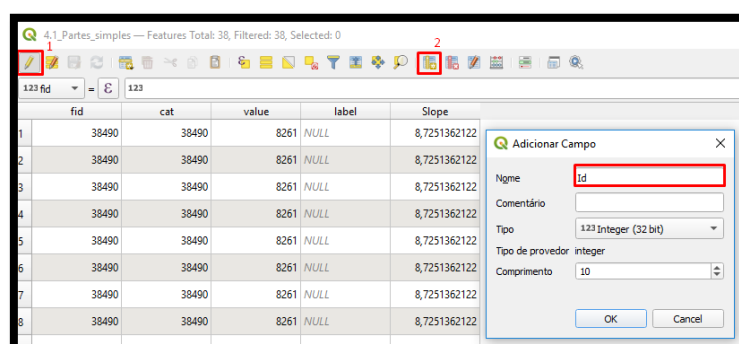 4.1_Partes_simples — Features Total: 38, Filtered: 38, Selected: 0
1
2
123 fid = ε 123
fid cat value label Slope
1 38490 38490 8261 NULL 8,7251362122
2 38490 38490 8261 NULL 8,7251362122
3 38490 38490 8261 NULL 8,7251362122
4 38490 38490 8261 NULL 8,7251362122
5 38490 38490 8261 NULL 8,7251362122
6 38490 38490 8261 NULL 8,7251362122
7 38490 38490 8261 NULL 8,7251362122
8 38490 38490 8261 NULL 8,7251362122
Adicionar Campo
Nome Id
Comentário
Tipo 123 Integer (32 bit)
Tipo de provedor integer
Comprimento 10
OK Cancel